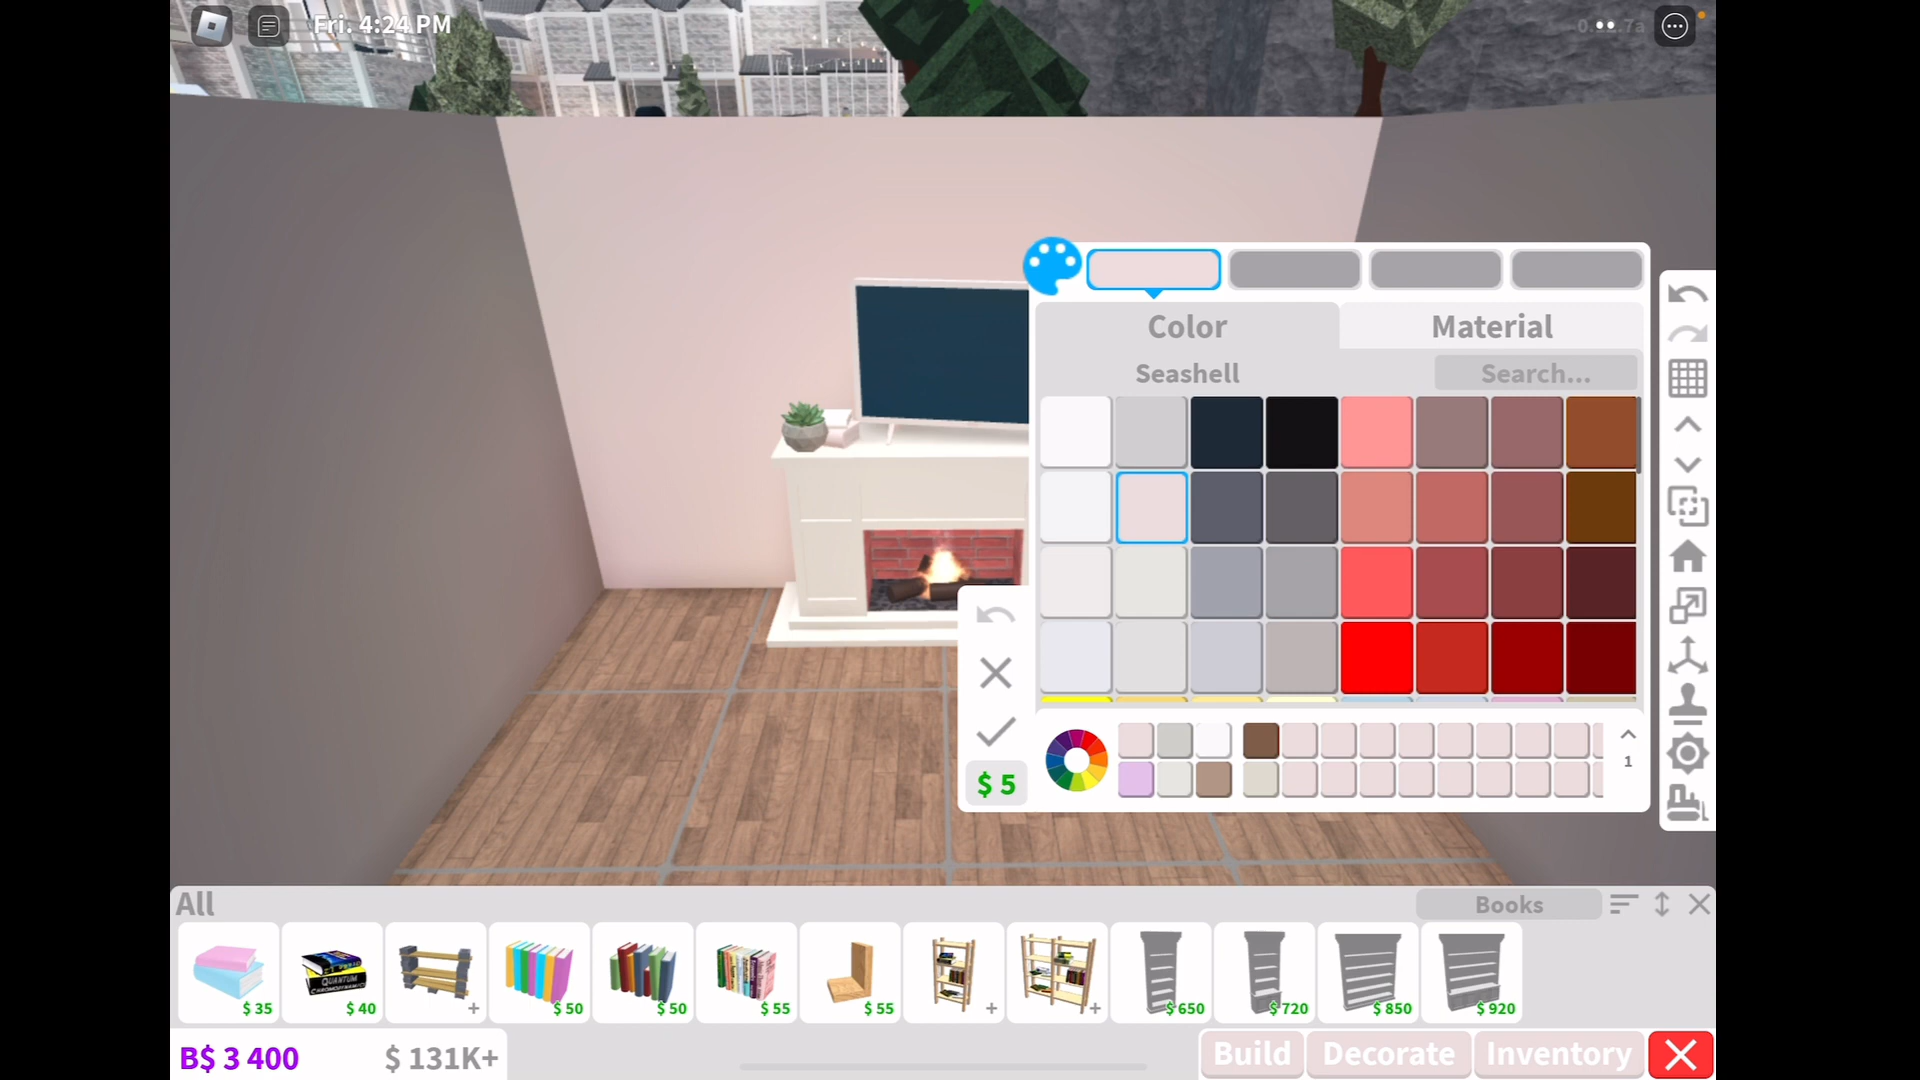 Fri. 4:24 PM
Color
Material
Seashell
Search...
1
$ 5
All
Books
$ 35
$ 40
+
$ 50
$ 50
$ 55
$ 55
+
+
$ 650
$ 720
$ 850
$ 920
B$ 3 400
$ 131K+
Build
Decorate
Inventory